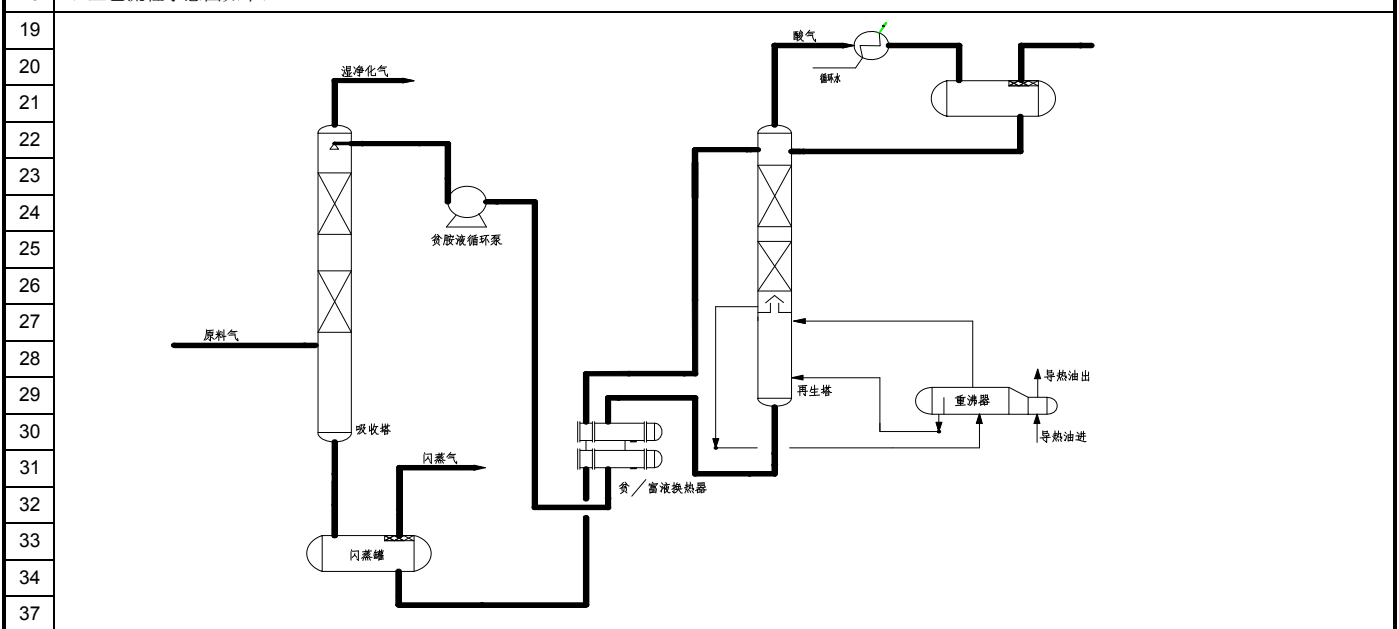 19
20
21
22
23
24
25
26
27
28
29
30
31
32
33
34
37
酸气
循环水
湿净化气
贫胺液循环泵
原料气
再生塔
导热油出
重沸器
导热油进
吸收塔
闪蒸气
贫/富液换热器
闪蒸罐